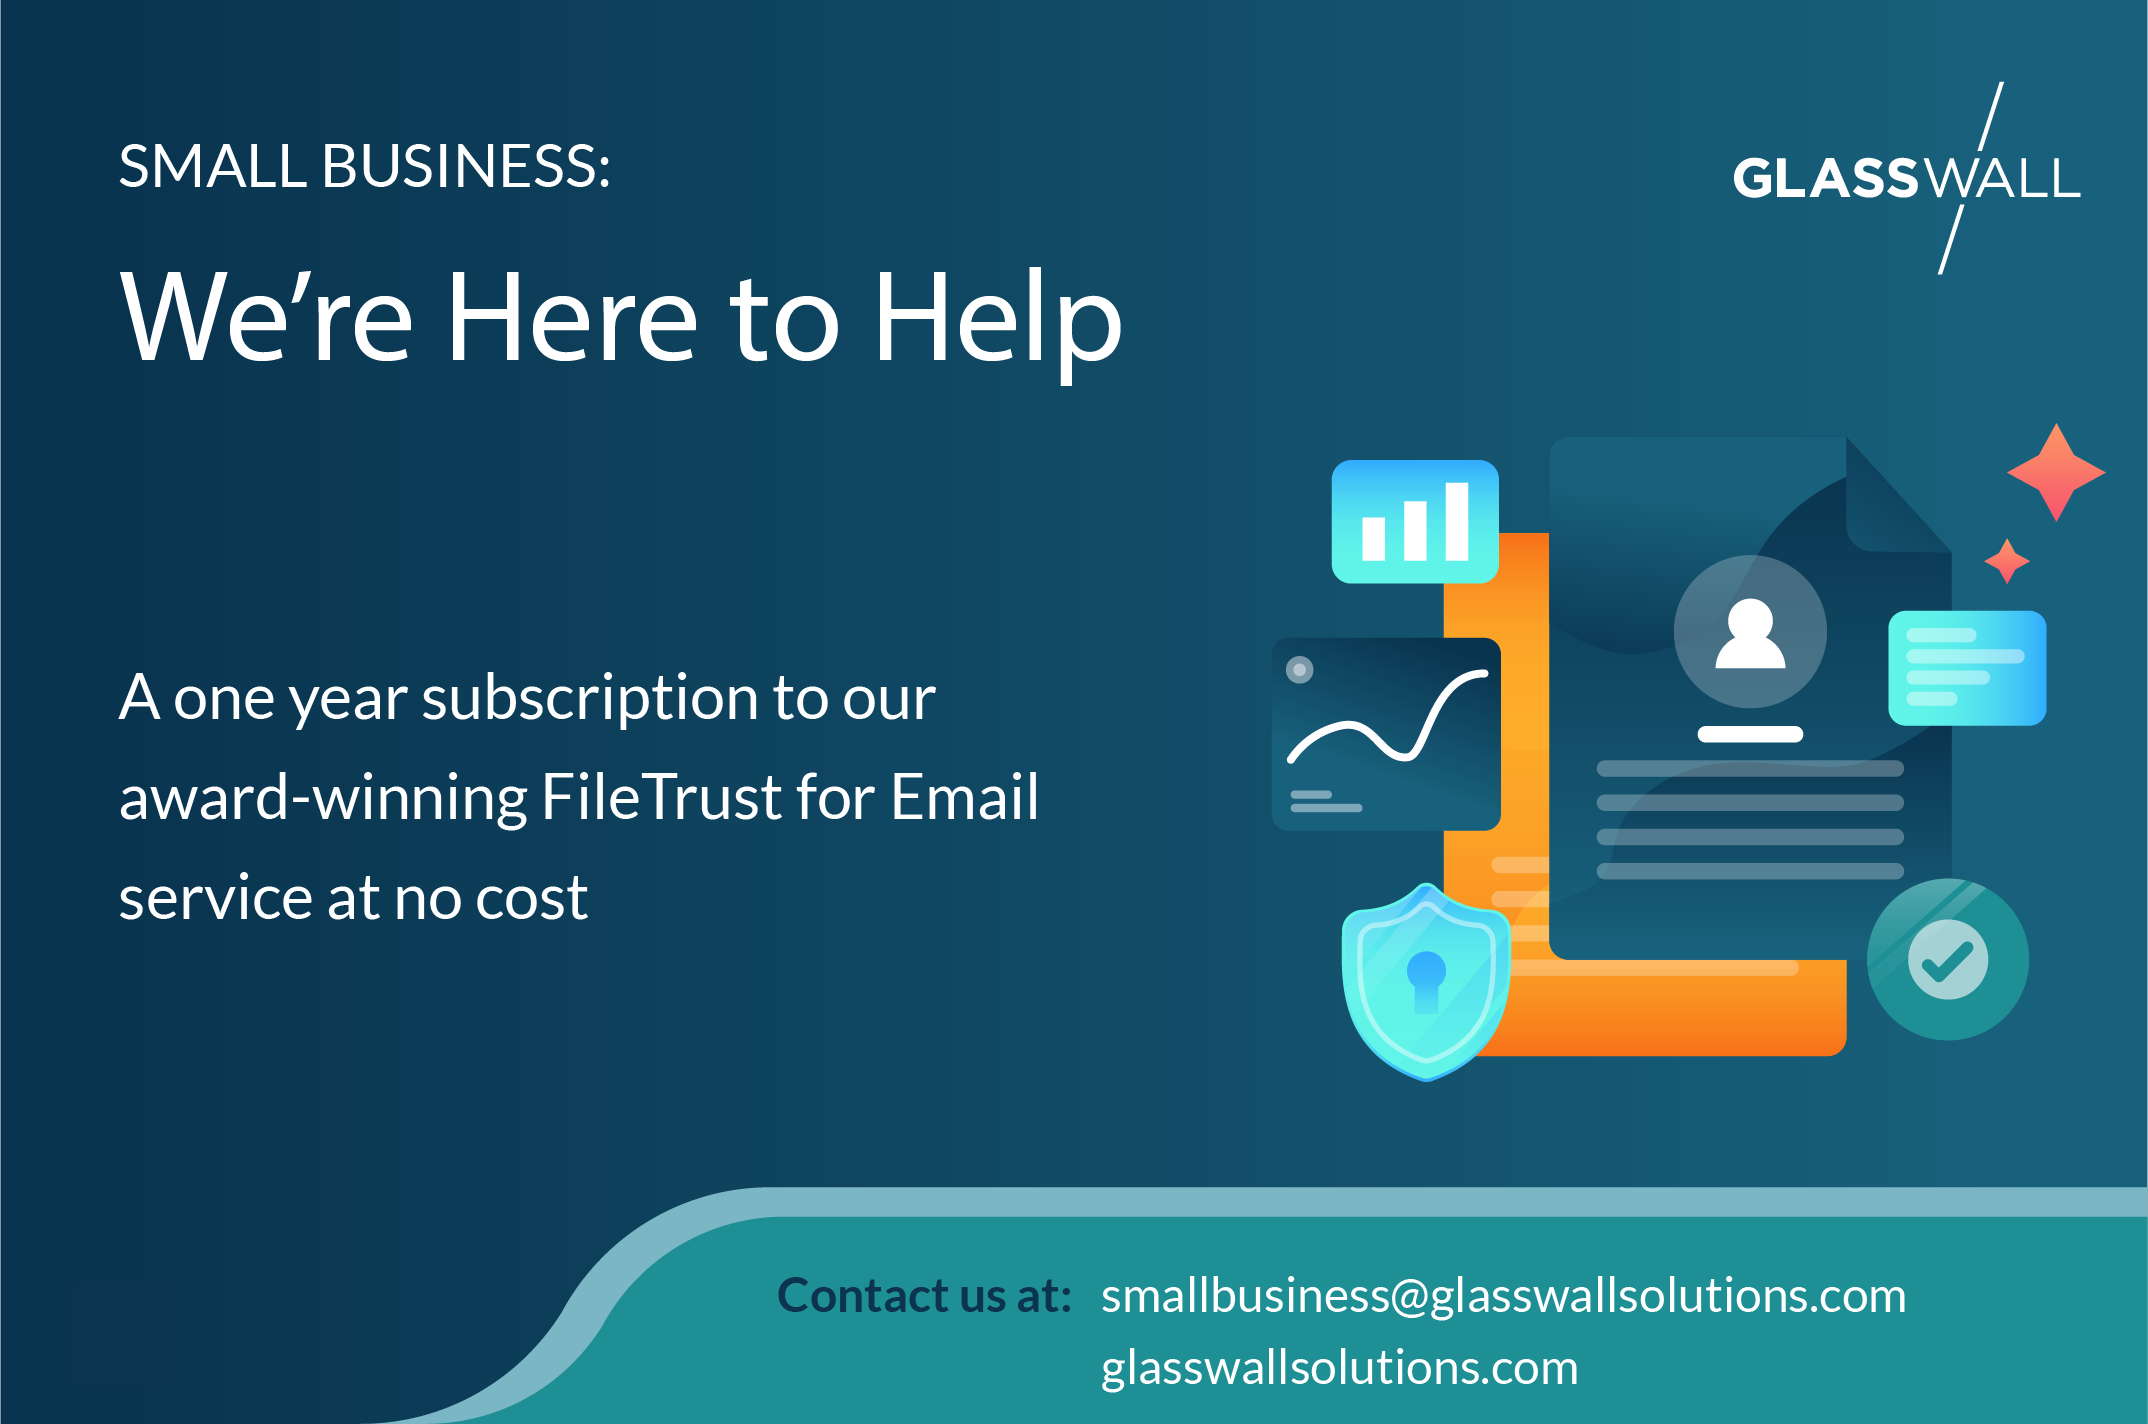 SMALL BUSINESS:
GLASSWALL
We’re Here to Help
A one year subscription to our
award-winning FileTrust for Email
service at no cost
Contact us at: smallbusiness@glasswallsolutions.com
glasswallsolutions.com